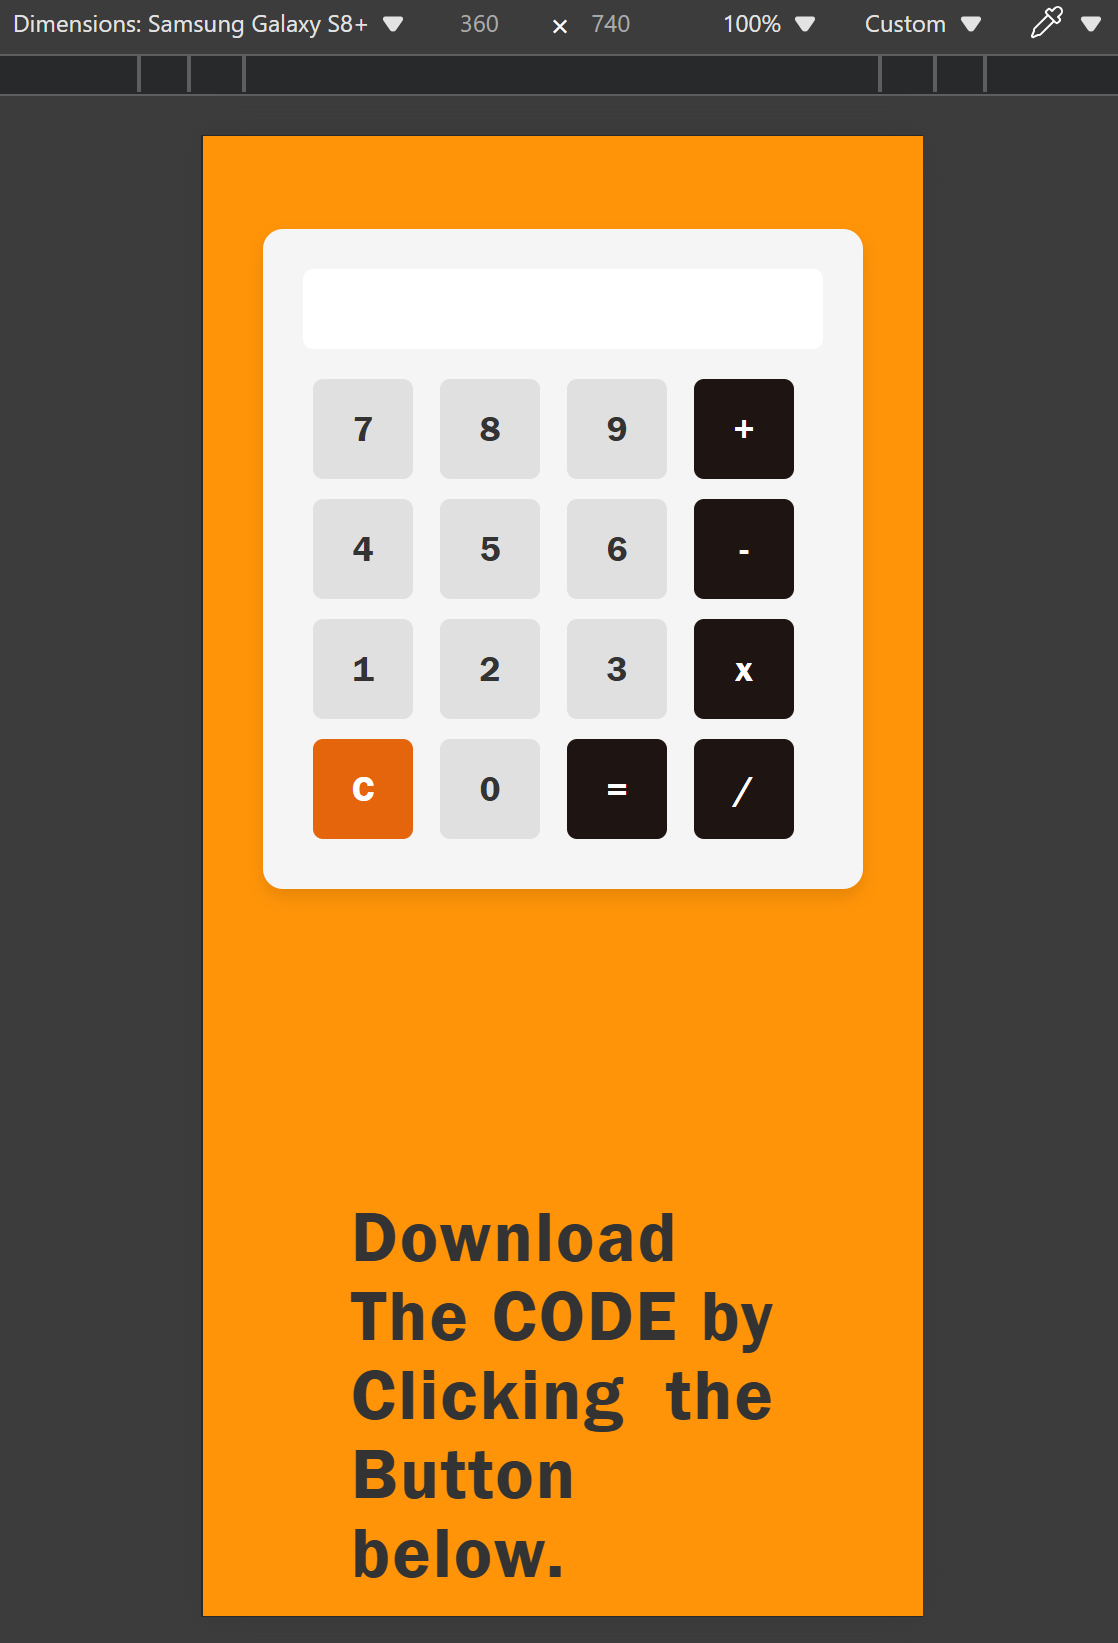 Dimensions: Samsung Galaxy S8+ 360 × 740 100% Custom
7 8 9 +
4 5 6 -
1 2 3 x
C 0 = /
Download
The CODE by
Clicking the
Button
below.